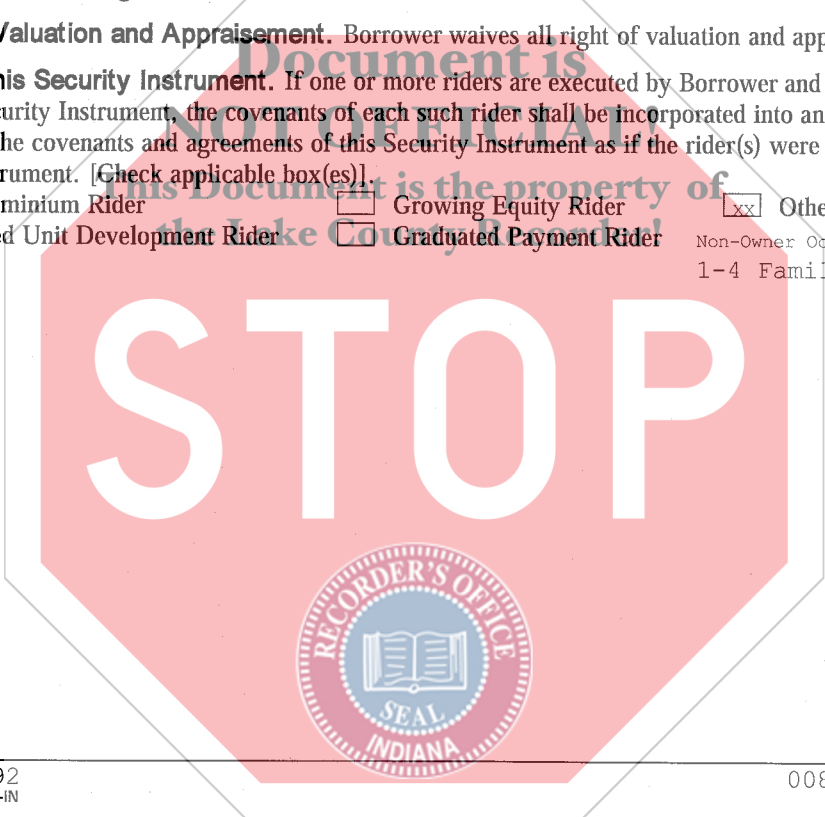 Valuation and Appraisement. Borrower waives all right of valuation and app
Document is
his Security Instrument. If one or more riders are executed by Borrower and
curity Instrument, the covenants of each such rider shall be incorporated into an
NOT OFFICIAL!
he covenants and agreements of this Security Instrument as if the rider(s) were
rument. [Check applicable box(es)].
This Document is the property of
minium Rider Growing Equity Rider xx Othe
the Lake County Recorder!
ed Unit Development Rider Graduated Payment Rider Non-Owner Oc
1-4 Famil
STOP
RECORDER'S OFFICE
SEAL
INDIANA
92 008
-IN